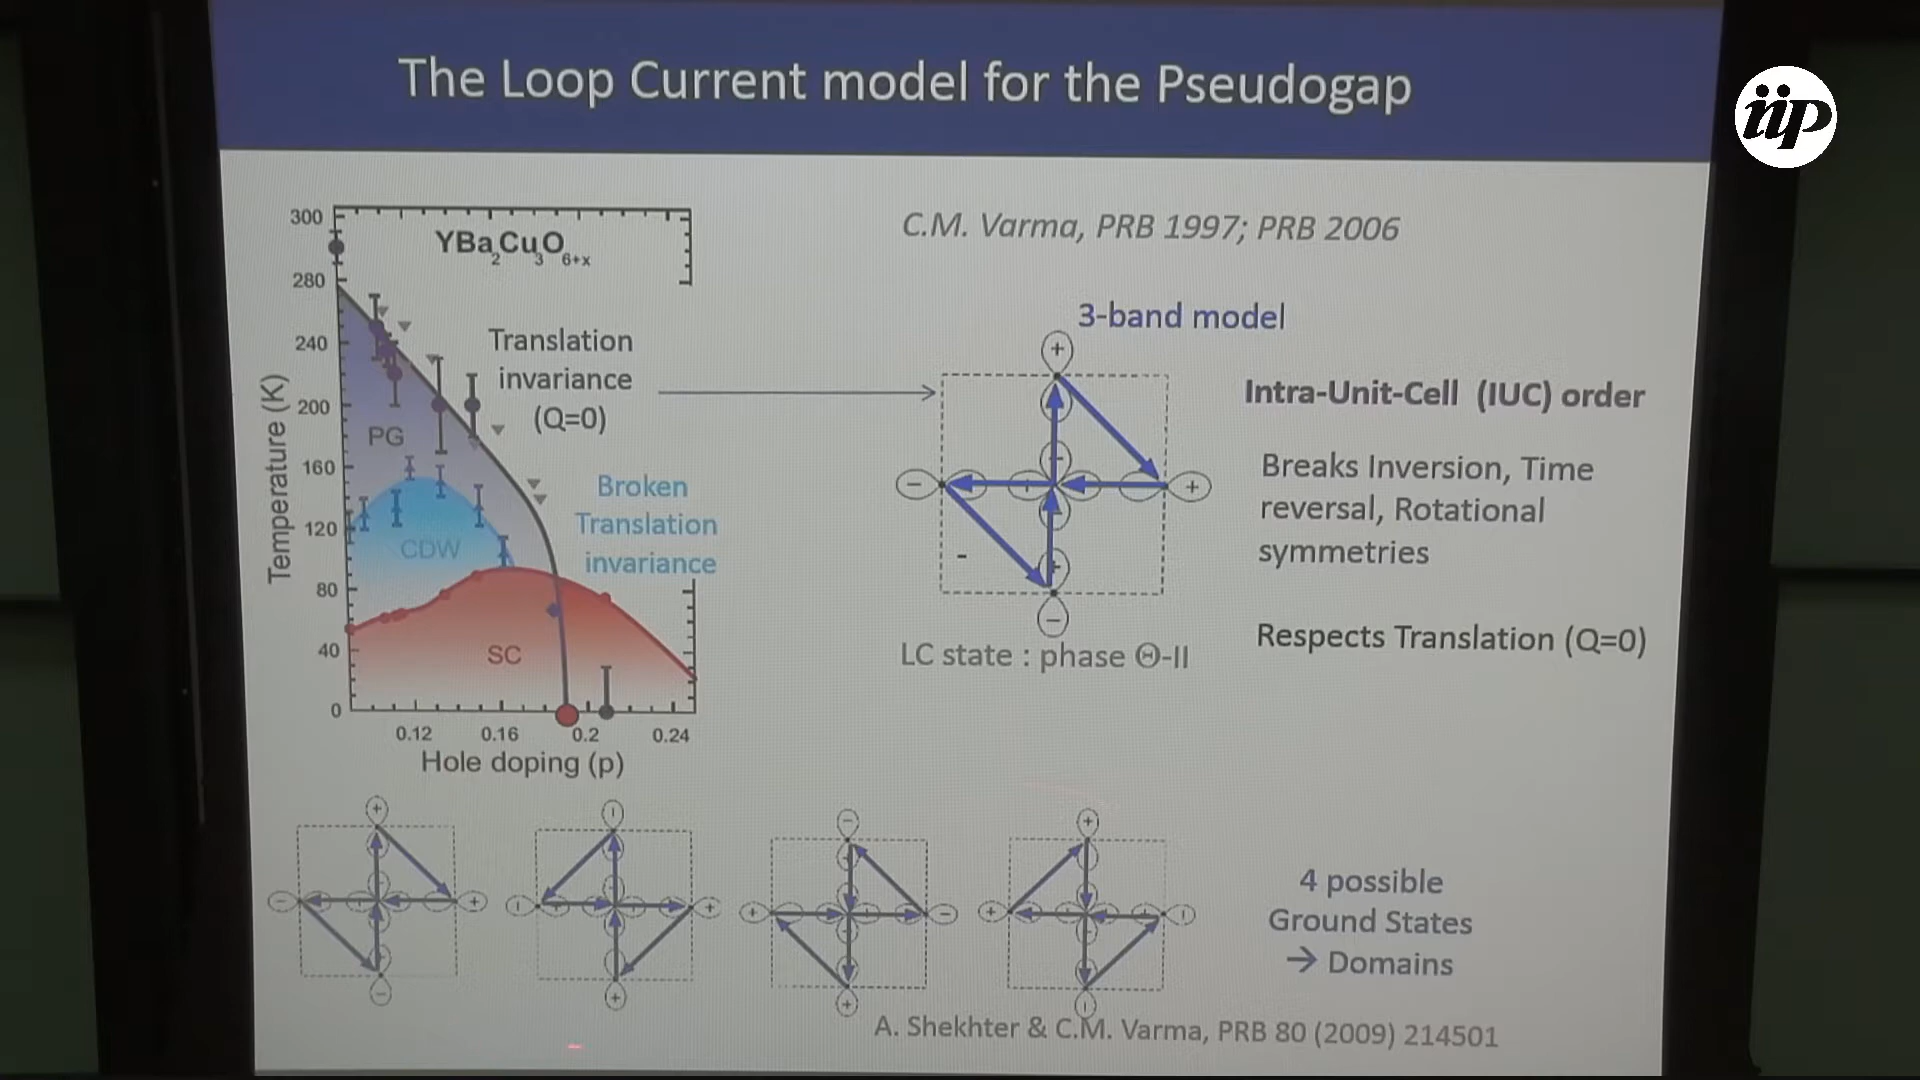 The Loop Current model for the Pseudogap
iip
C.M. Varma, PRB 1997; PRB 2006
300
280
240
200
160
120
80
40
0
Temperature (K)
YBa2Cu3O6+x
PG
CDW
SC
0.12
0.16
0.2
0.24
Hole doping (p)
Translation
invariance
(Q=0)
Broken
Translation
invariance
3-band model
+
+
−
−
-
LC state : phase Θ-II
Intra-Unit-Cell (IUC) order
Breaks Inversion, Time
reversal, Rotational
symmetries
Respects Translation (Q=0)
4 possible
Ground States
→ Domains
A. Shekhter & C.M. Varma, PRB 80 (2009) 214501